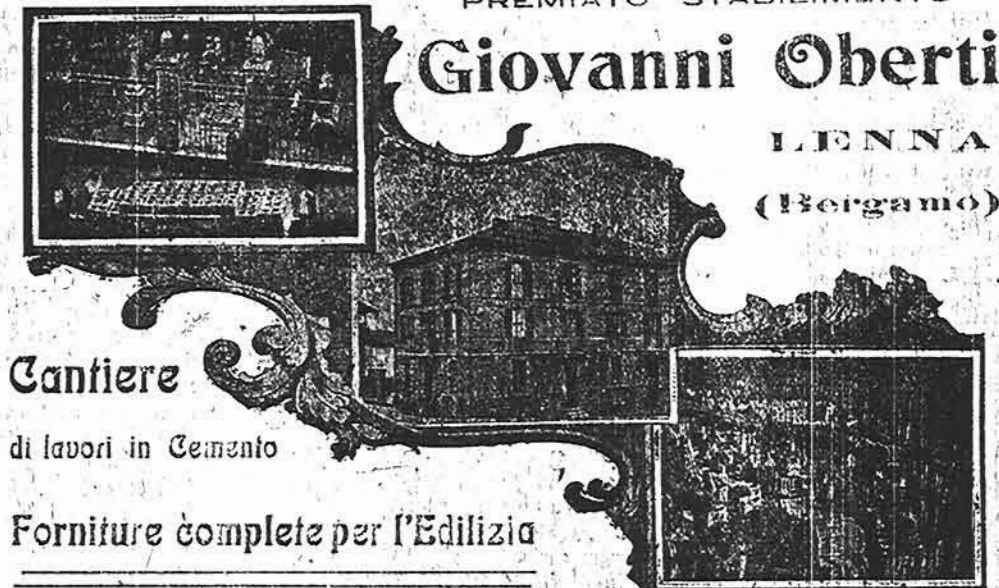 PREMIATO STABILIMENTO
Giovanni Oberti
LENNA
(Bergamo)
Cantiere
di lavori in Cemento
Forniture complete per l'Edilizia